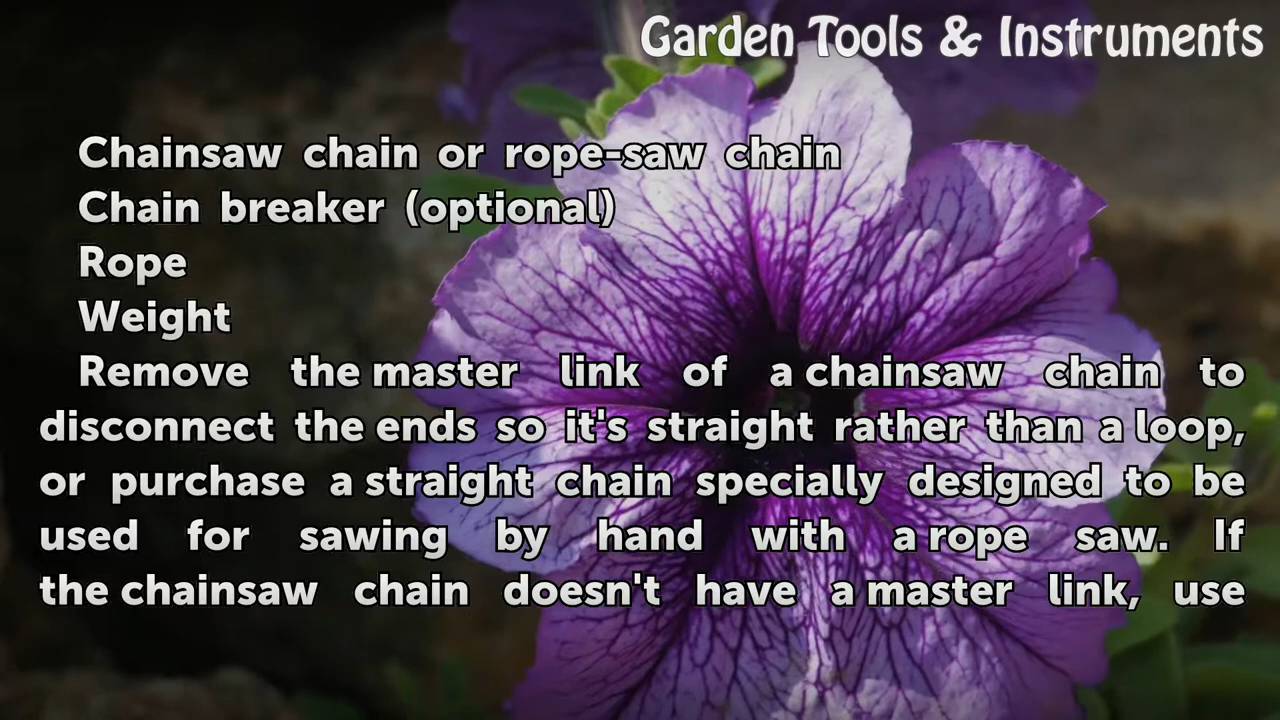 Garden Tools & Instruments
Chainsaw chain or rope-saw chain
Chain breaker (optional)
Rope
Weight
Remove the master link of a chainsaw chain to
disconnect the ends so it's straight rather than a loop,
or purchase a straight chain specially designed to be
used for sawing by hand with a rope saw. If
the chainsaw chain doesn't have a master link, use